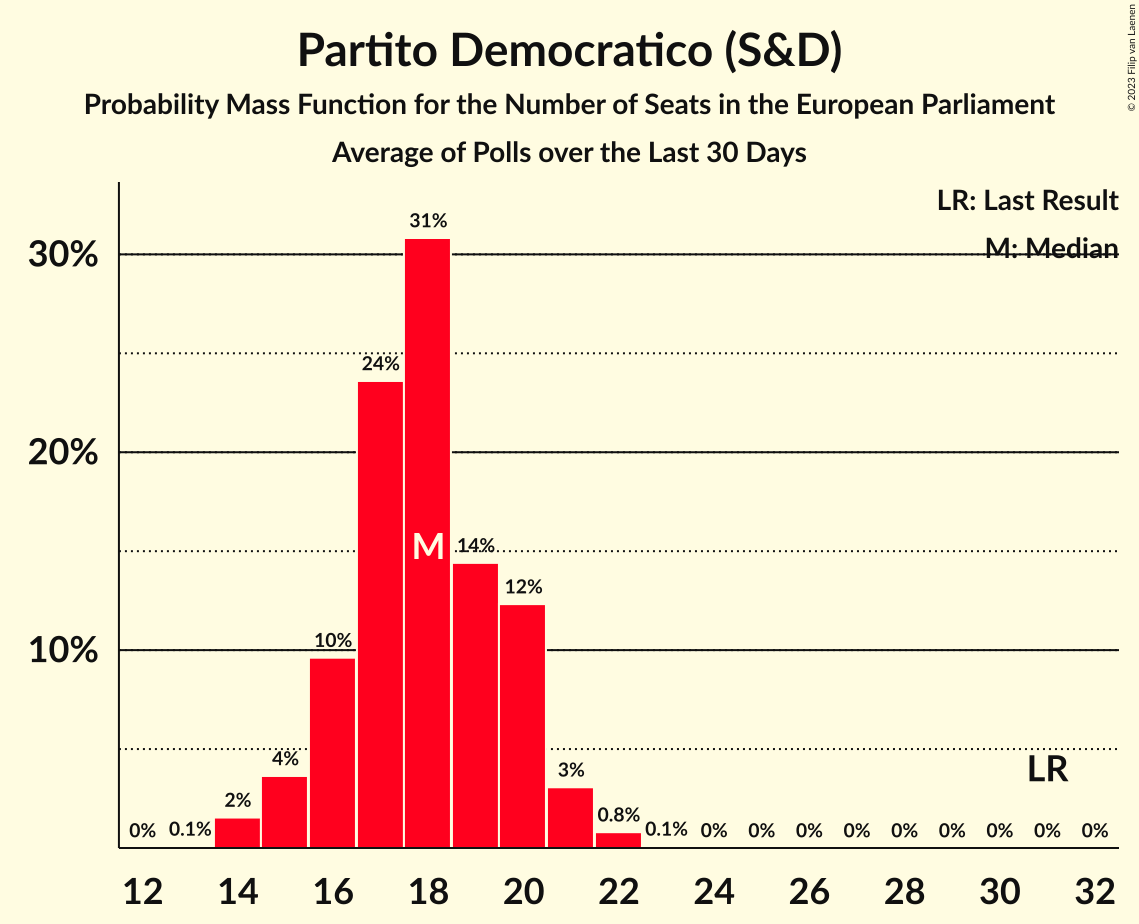 Partito Democratico (S&D)
Probability Mass Function for the Number of Seats in the European Parliament
Average of Polls over the Last 30 Days
© 2023 Filip van Laenen
LR: Last Result
M: Median
30%
20%
10%
0%
0.1%
2%
4%
10%
24%
31%
M
14%
12%
3%
0.8%
0.1%
0%
0%
0%
0%
0%
0%
0%
0%
0%
LR
12 14 16 18 20 22 24 26 28 30 32